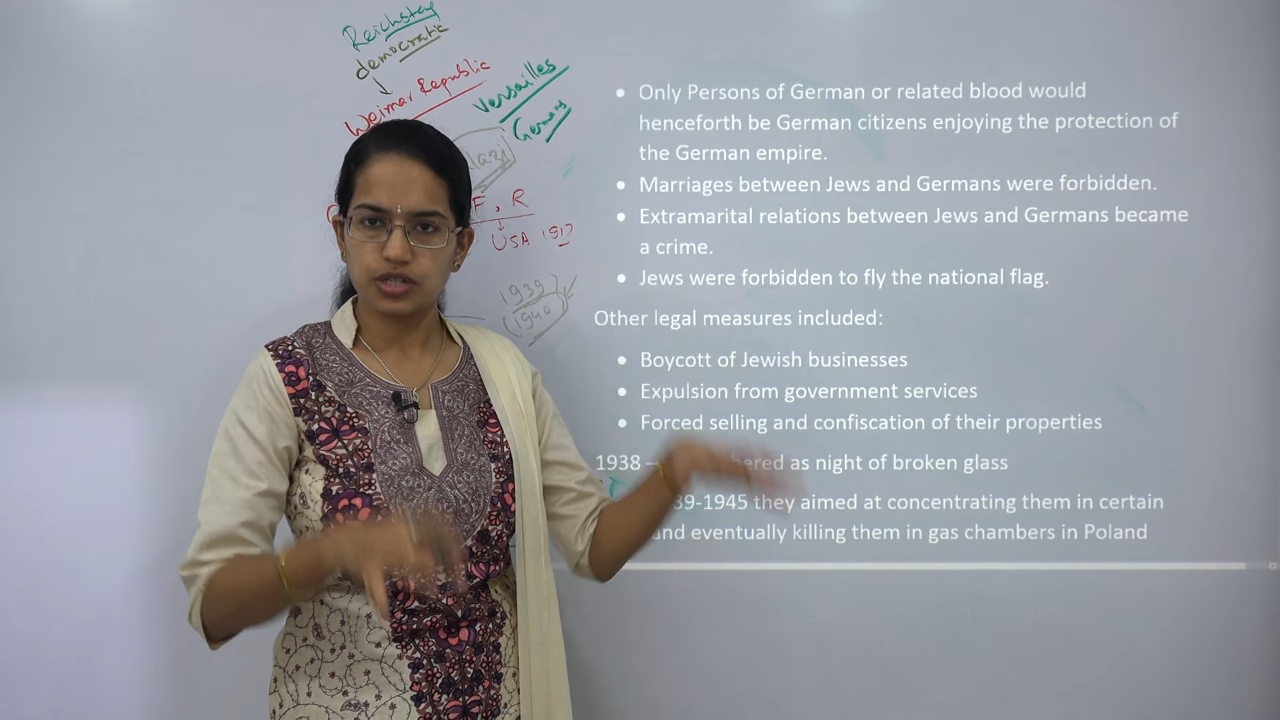 Reichstag
democratic
Weimar Republic
Versailles
Germany
Nazi
F, R
USA 1917
1939
1940
• Only Persons of German or related blood would
henceforth be German citizens enjoying the protection of
the German empire.
• Marriages between Jews and Germans were forbidden.
• Extramarital relations between Jews and Germans became
a crime.
• Jews were forbidden to fly the national flag.
Other legal measures included:
• Boycott of Jewish businesses
• Expulsion from government services
• Forced selling and confiscation of their properties
1938 – as night of broken glass
39-1945 they aimed at concentrating them in certain
and eventually killing them in gas chambers in Poland